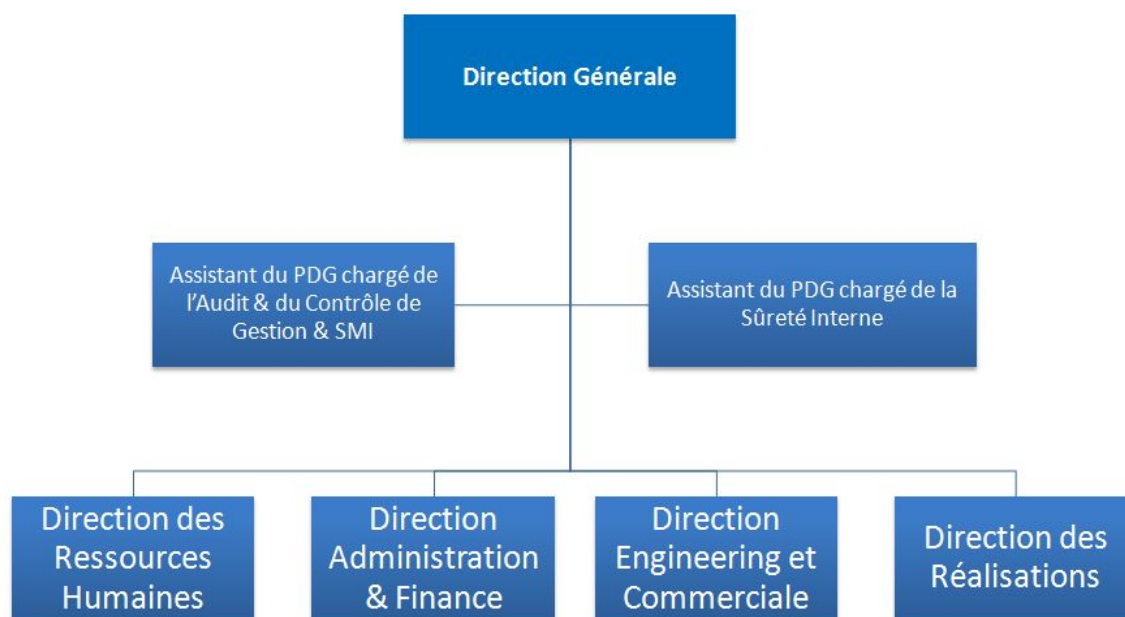 Direction Générale
Assistant du PDG chargé de
l'Audit & du Contrôle de
Gestion & SMI
Assistant du PDG chargé de la
Sûreté Interne
Direction des
Ressources
Humaines
Direction
Administration
& Finance
Direction
Engineering et
Commerciale
Direction des
Réalisations